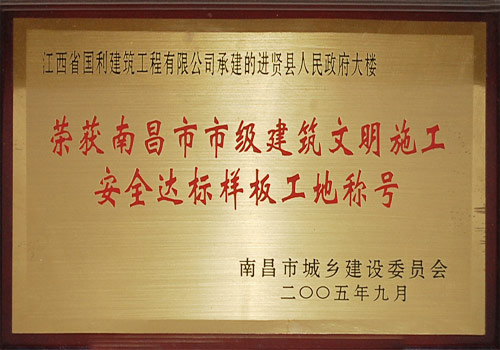 江西省国利建筑工程有限公司承建的进贤县人民政府大楼
荣获南昌市市级建筑文明施工
安全达标样板工地称号
南昌市城乡建设委员会
二〇〇五年九月